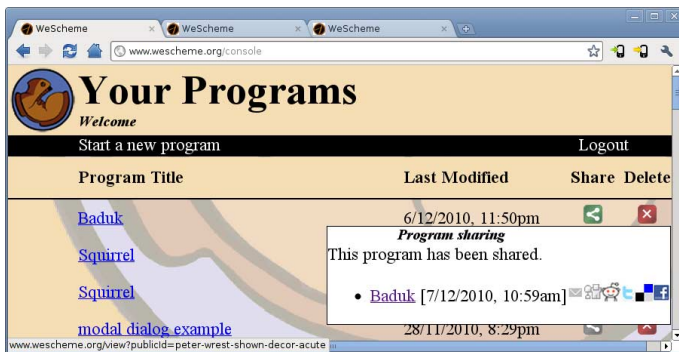 WeScheme WeScheme WeScheme
www.wescheme.org/console
Your Programs
Welcome
Start a new program Logout
Program Title Last Modified Share Delete
Baduk 6/12/2010, 11:50pm
Program sharing
This program has been shared.
Squirrel
Baduk [7/12/2010, 10:59am]
Squirrel
modal dialog example 28/11/2010, 8:29pm
www.wescheme.org/view?publicId=peter-wrest-shown-decor-acute